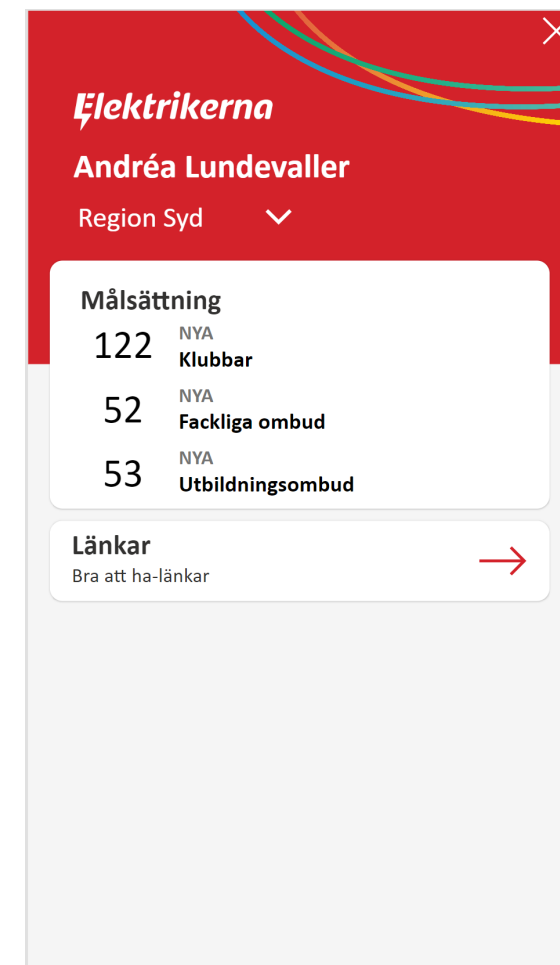 Elektrikerna
Andréa Lundevaller
Region Syd
Målsättning
122 NYA
Klubbar
52 NYA
Fackliga ombud
53 NYA
Utbildningsombud
Länkar
Bra att ha-länkar